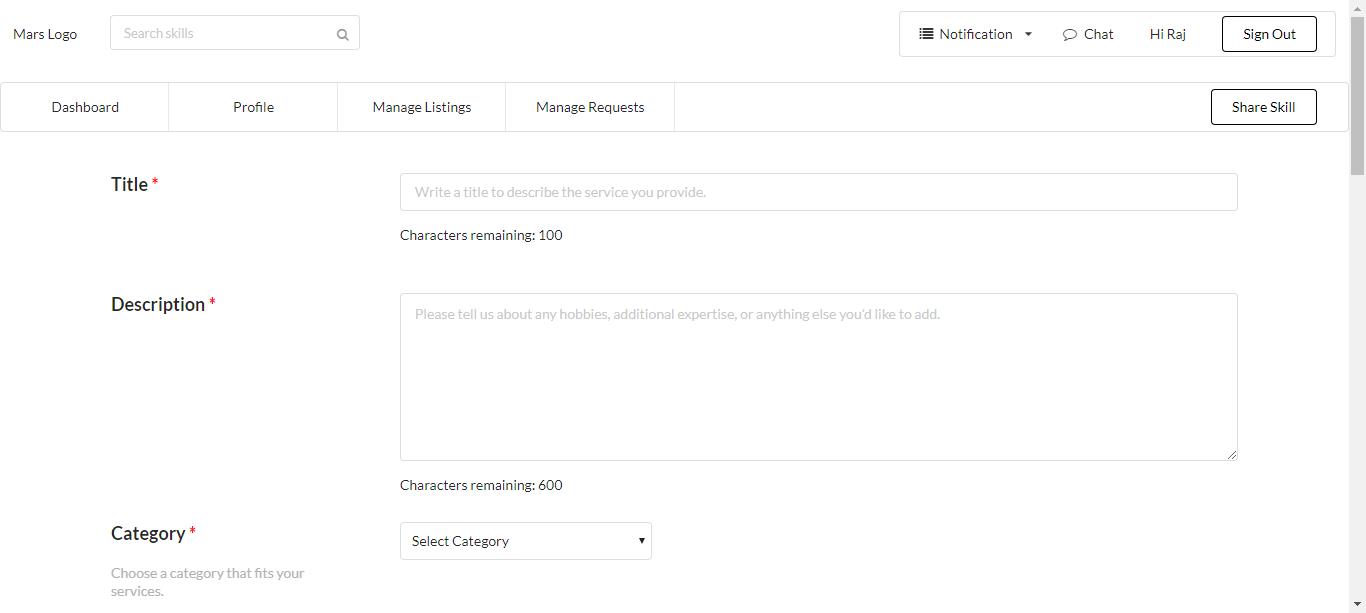 Mars Logo
Search skills
Notification
Chat
Hi Raj
Sign Out
Dashboard
Profile
Manage Listings
Manage Requests
Share Skill
Title *
Write a title to describe the service you provide.
Characters remaining: 100
Description *
Please tell us about any hobbies, additional expertise, or anything else you'd like to add.
Characters remaining: 600
Category *
Select Category
Choose a category that fits your
services.